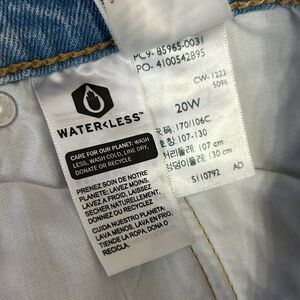 PC9- 85965-0031
PO- 4100542895
CW- 1222
5096
20W
170/106C
107-130
107 cm
130 cm
S110792 AD
WATER<LESS™
CARE FOR OUR PLANET: WASH
LESS, WASH COLD, LINE DRY,
DONATE OR RECYCLE
PRENEZ SOIN DE NOTRE
PLANETE: LAVEZ MOINS,
LAVEZ A FROID, LAISSEZ
SECHER NATURELLEMENT,
DONNEZ OU RECYCLEZ
CUIDA NUESTRO PLANETA:
LAVA MENOS, LAVA EN FRIO,
TIENDE LA ROPA, DONA O
RECICLA.